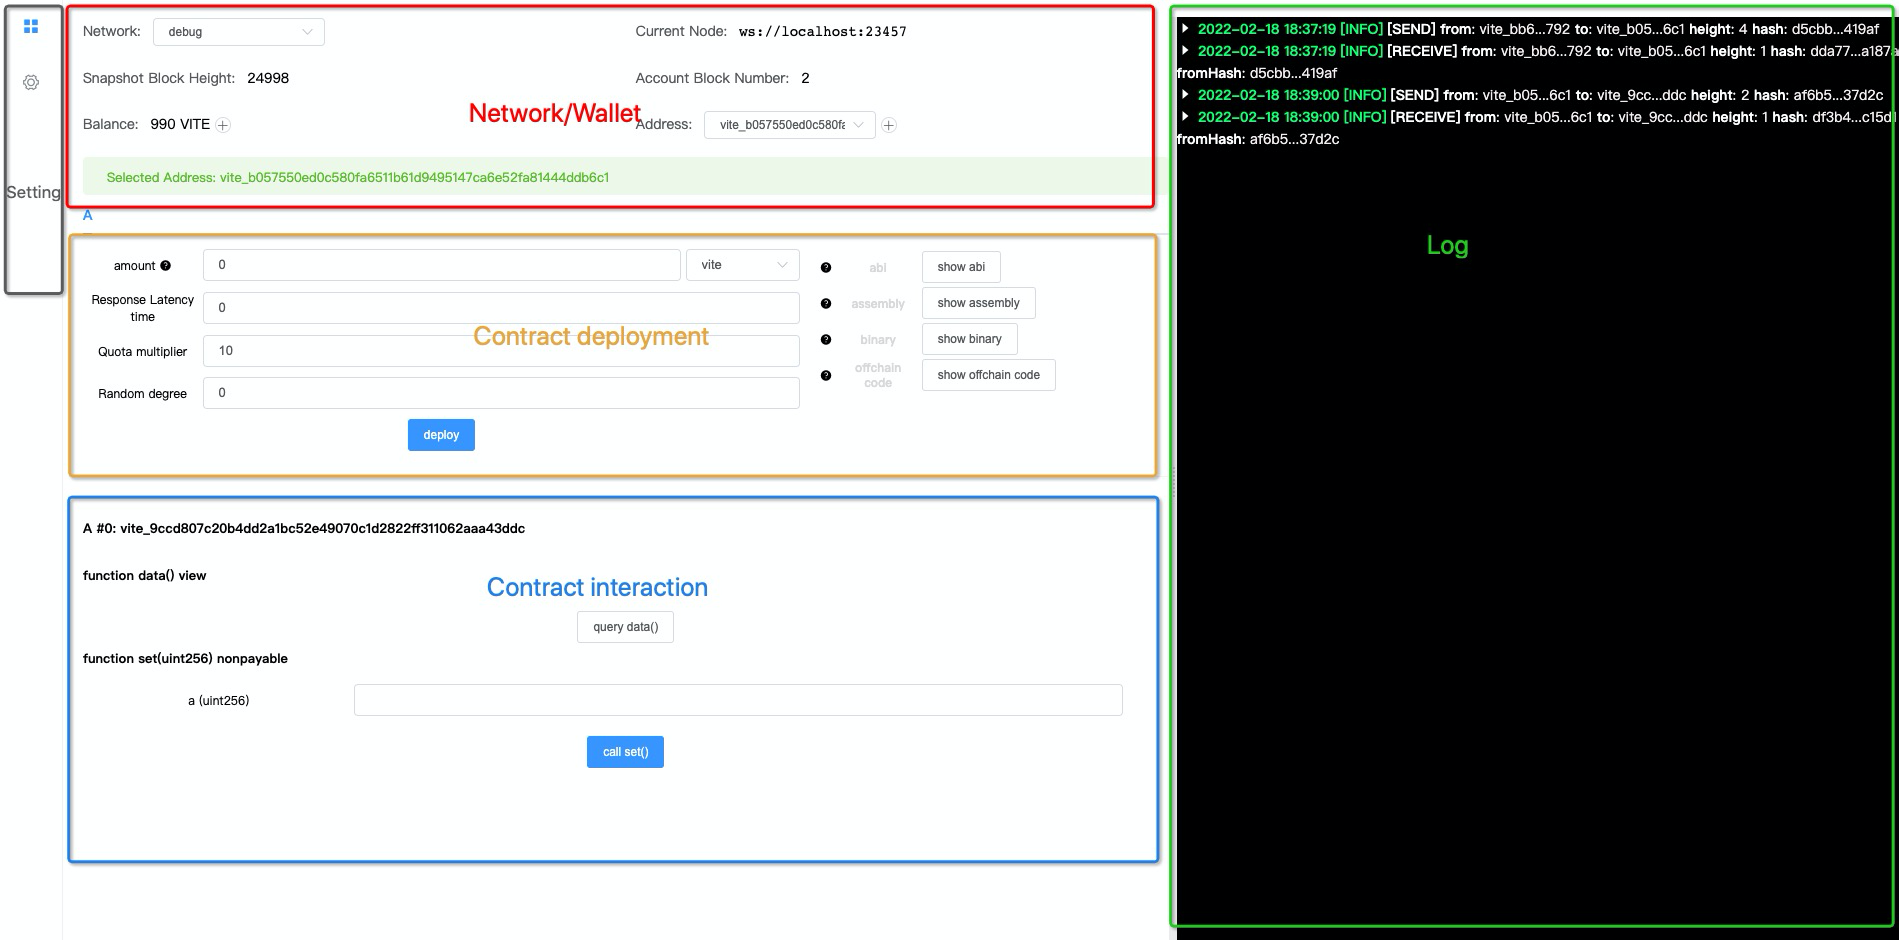 Setting
Network: debug
Current Node: ws://localhost:23457
Snapshot Block Height: 24998
Account Block Number: 2
Balance: 990 VITE
Network/Wallet
Address: vite_b057550ed0c580fa
Selected Address: vite_b057550ed0c580fa6511b61d9495147ca6e52fa81444ddb6c1
A
amount 0 vite
Response Latency
time
0
Contract deployment
Quota multiplier 10
Random degree 0
deploy
abi show abi
assembly show assembly
binary show binary
offchain
code
show offchain code
A #0: vite_9ccd807c20b4dd2a1bc52e49070c1d2822ff311062aaa43ddc
function data() view
Contract interaction
query data()
function set(uint256) nonpayable
a (uint256)
call set()
2022-02-18 18:37:19 [INFO] [SEND] from: vite_bb6...792 to: vite_b05...6c1 height: 4 hash: d5cbb...419af
2022-02-18 18:37:19 [INFO] [RECEIVE] from: vite_bb6...792 to: vite_b05...6c1 height: 1 hash: dda77...a187a
fromHash: d5cbb...419af
2022-02-18 18:39:00 [INFO] [SEND] from: vite_b05...6c1 to: vite_9cc...ddc height: 2 hash: af6b5...37d2c
2022-02-18 18:39:00 [INFO] [RECEIVE] from: vite_b05...6c1 to: vite_9cc...ddc height: 1 hash: df3b4...c15d1
fromHash: af6b5...37d2c
Log